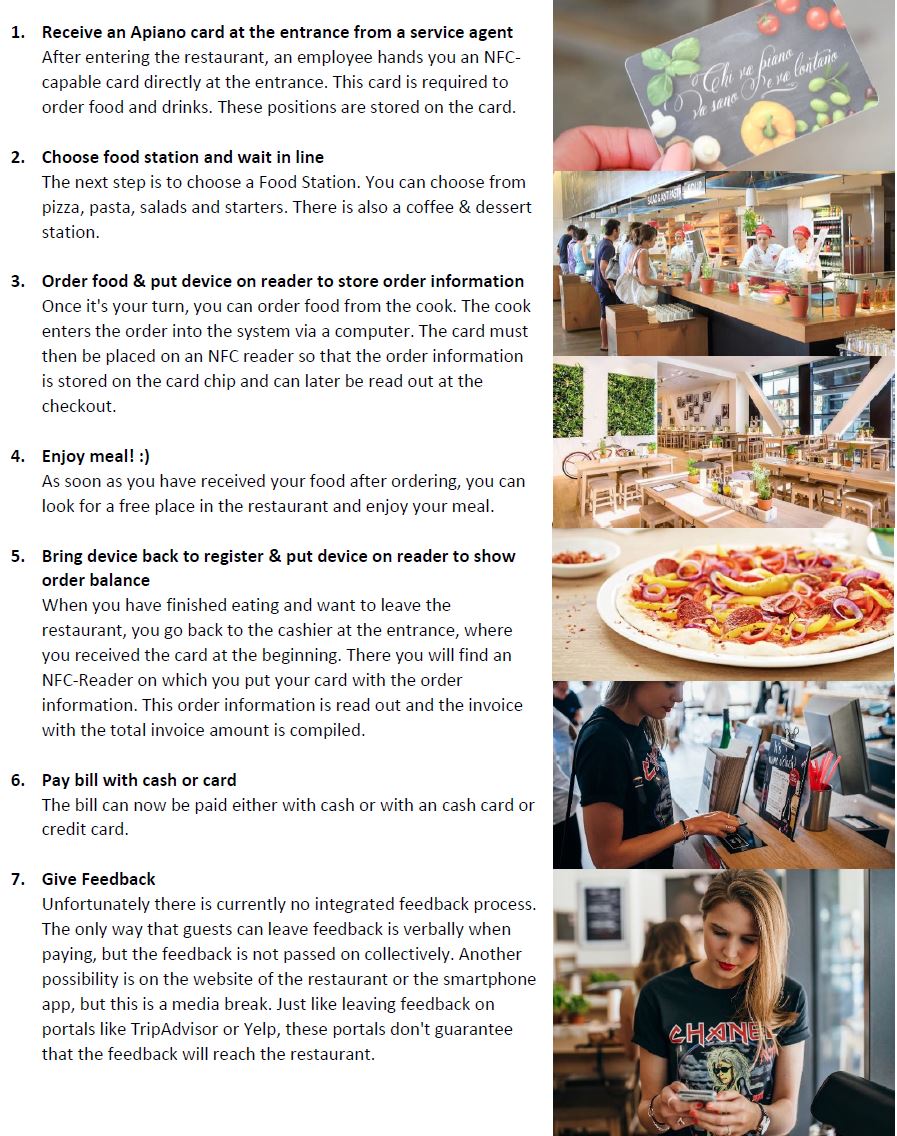 1. Receive an Apiano card at the entrance from a service agent
After entering the restaurant, an employee hands you an NFC-
capable card directly at the entrance. This card is required to
order food and drinks. These positions are stored on the card.
2. Choose food station and wait in line
The next step is to choose a Food Station. You can choose from
pizza, pasta, salads and starters. There is also a coffee & dessert
station.
3. Order food & put device on reader to store order information
Once it's your turn, you can order food from the cook. The cook
enters the order into the system via a computer. The card must
then be placed on an NFC reader so that the order information
is stored on the card chip and can later be read out at the
checkout.
4. Enjoy meal! :)
As soon as you have received your food after ordering, you can
look for a free place in the restaurant and enjoy your meal.
5. Bring device back to register & put device on reader to show
order balance
When you have finished eating and want to leave the
restaurant, you go back to the cashier at the entrance, where
you received the card at the beginning. There you will find an
NFC-Reader on which you put your card with the order
information. This order information is read out and the invoice
with the total invoice amount is compiled.
6. Pay bill with cash or card
The bill can now be paid either with cash or with an cash card or
credit card.
7. Give Feedback
Unfortunately there is currently no integrated feedback process.
The only way that guests can leave feedback is verbally when
paying, but the feedback is not passed on collectively. Another
possibility is on the website of the restaurant or the smartphone
app, but this is a media break. Just like leaving feedback on
portals like TripAdvisor or Yelp, these portals don't guarantee
that the feedback will reach the restaurant.
Chi va piano
va sano e va lontano
SALAD & ANTIPASTI SOUP
CHANEL